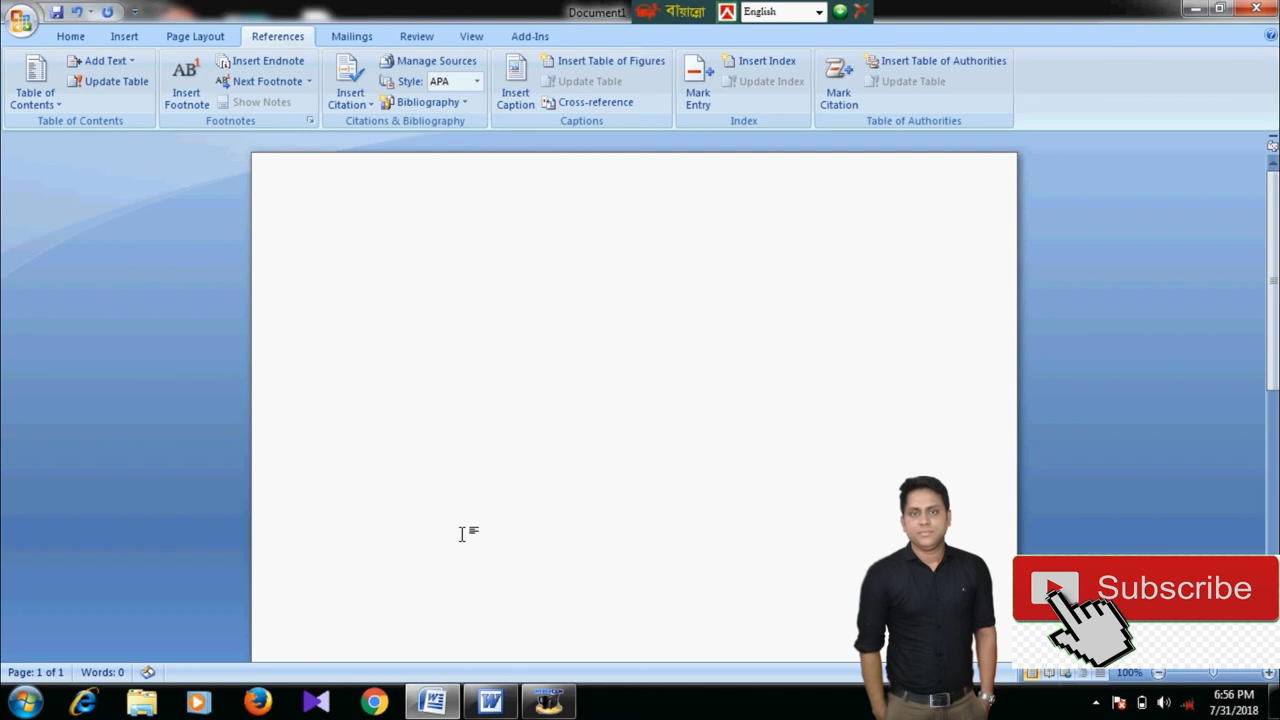 Document1
বায়ান্নো
English
Home Insert Page Layout References Mailings Review View Add-Ins
Table of Contents
Add Text
Update Table
Table of Contents
AB¹
Insert Footnote
Insert Endnote
Next Footnote
Show Notes
Footnotes
Insert Citation
Manage Sources
Style: APA
Bibliography
Citations & Bibliography
Insert Caption
Insert Table of Figures
Update Table
Cross-reference
Captions
Mark Entry
Insert Index
Update Index
Index
Mark Citation
Insert Table of Authorities
Update Table
Table of Authorities
Subscribe
Page: 1 of 1 Words: 0
100%
6:56 PM
7/31/2018